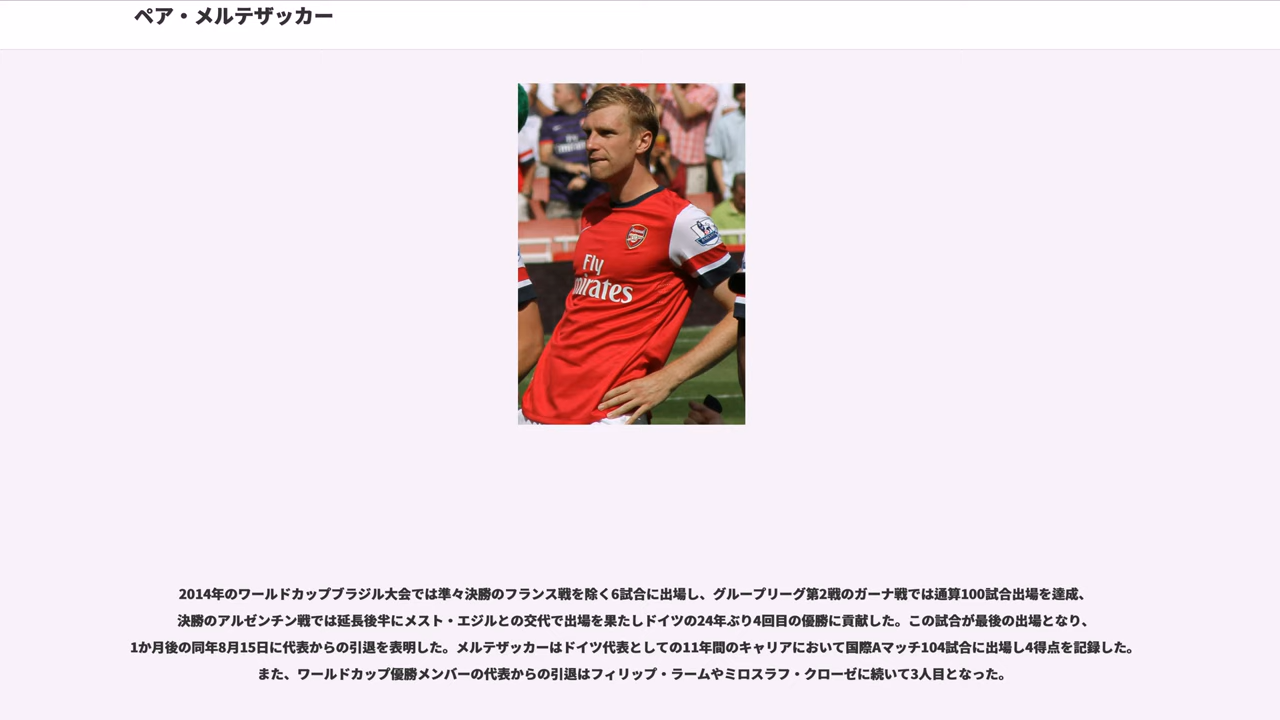 ペア・メルテザッカー
Arsenal
Fly
mirates
2014年のワールドカップブラジル大会では準々決勝のフランス戦を除く6試合に出場し、グループリーグ第2戦のガーナ戦では通算100試合出場を達成、
決勝のアルゼンチン戦では延長後半にメスト・エジルとの交代で出場を果たしドイツの24年ぶり4回目の優勝に貢献した。この試合が最後の出場となり、
1か月後の同年8月15日に代表からの引退を表明した。メルテザッカーはドイツ代表としての11年間のキャリアにおいて国際Aマッチ104試合に出場し4得点を記録した。
また、ワールドカップ優勝メンバーの代表からの引退はフィリップ・ラームやミロスラフ・クローゼに続いて3人目となった。